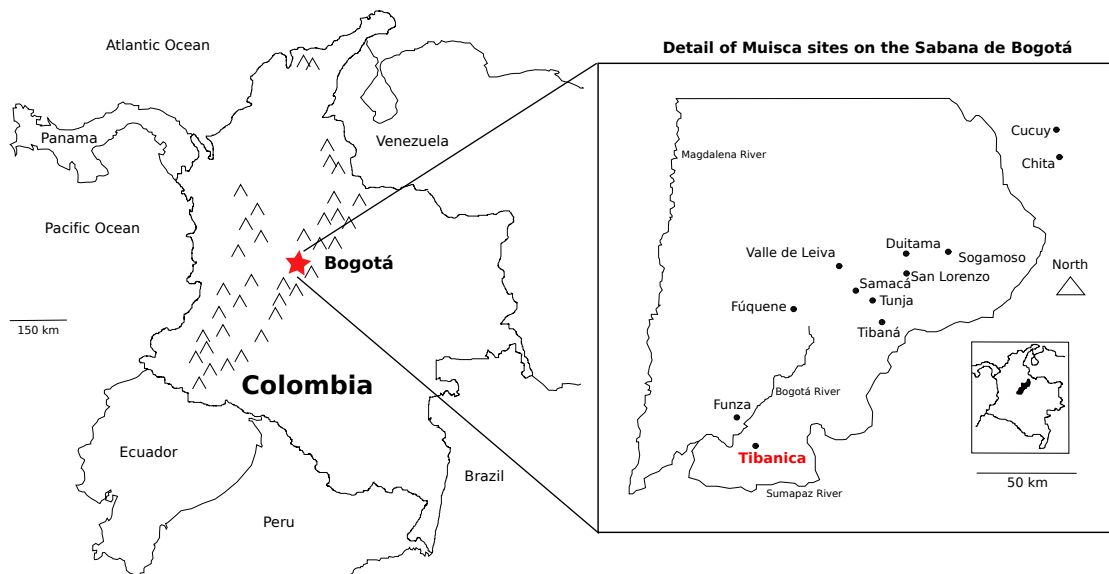 Atlantic Ocean
Panama
Venezuela
Pacific Ocean
Bogotá
150 km
Colombia
Ecuador
Peru
Brazil
Detail of Muisca sites on the Sabana de Bogotá
Magdalena River
Cucuy
Chita
Duitama
Valle de Leiva
Sogamoso
San Lorenzo
Samacá
Tunja
Fúquene
Tibaná
North
Bogotá River
Funza
Tibanica
Sumapaz River
50 km